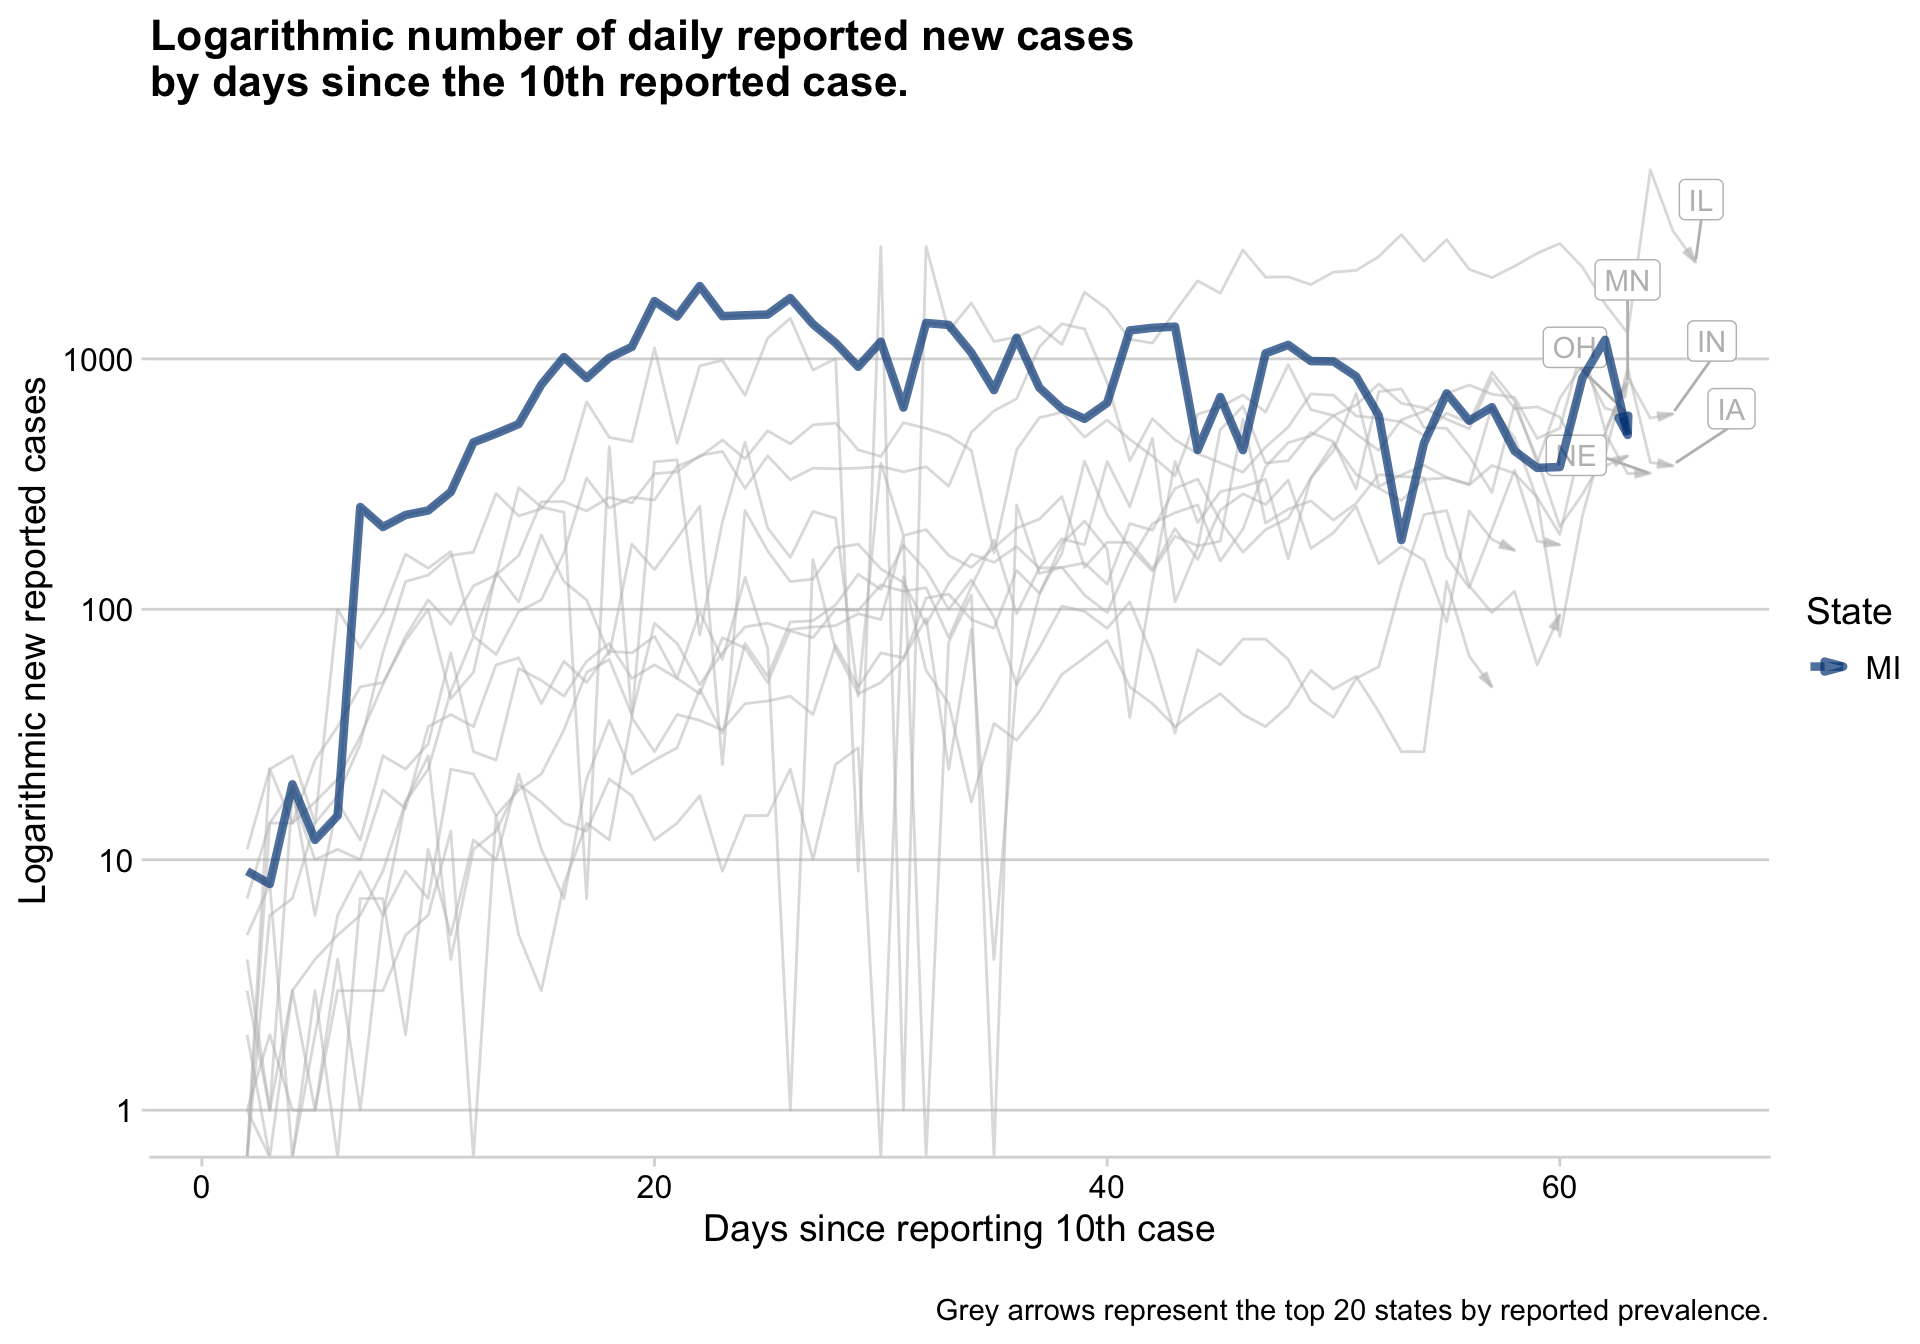 Logarithmic number of daily reported new cases
by days since the 10th reported case.
IL
MN
OH
IN
IA
NE
1000
100
10
1
Logarithmic new reported cases
0
20
40
60
Days since reporting 10th case
State
MI
Grey arrows represent the top 20 states by reported prevalence.